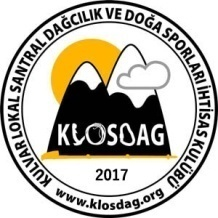 KULVAR LOKAL SANTRAL DAĞCILIK VE DOĞA SPORLARI İHTİSAS KULÜBÜ
KLOSDAG
2017
www.klosdag.org